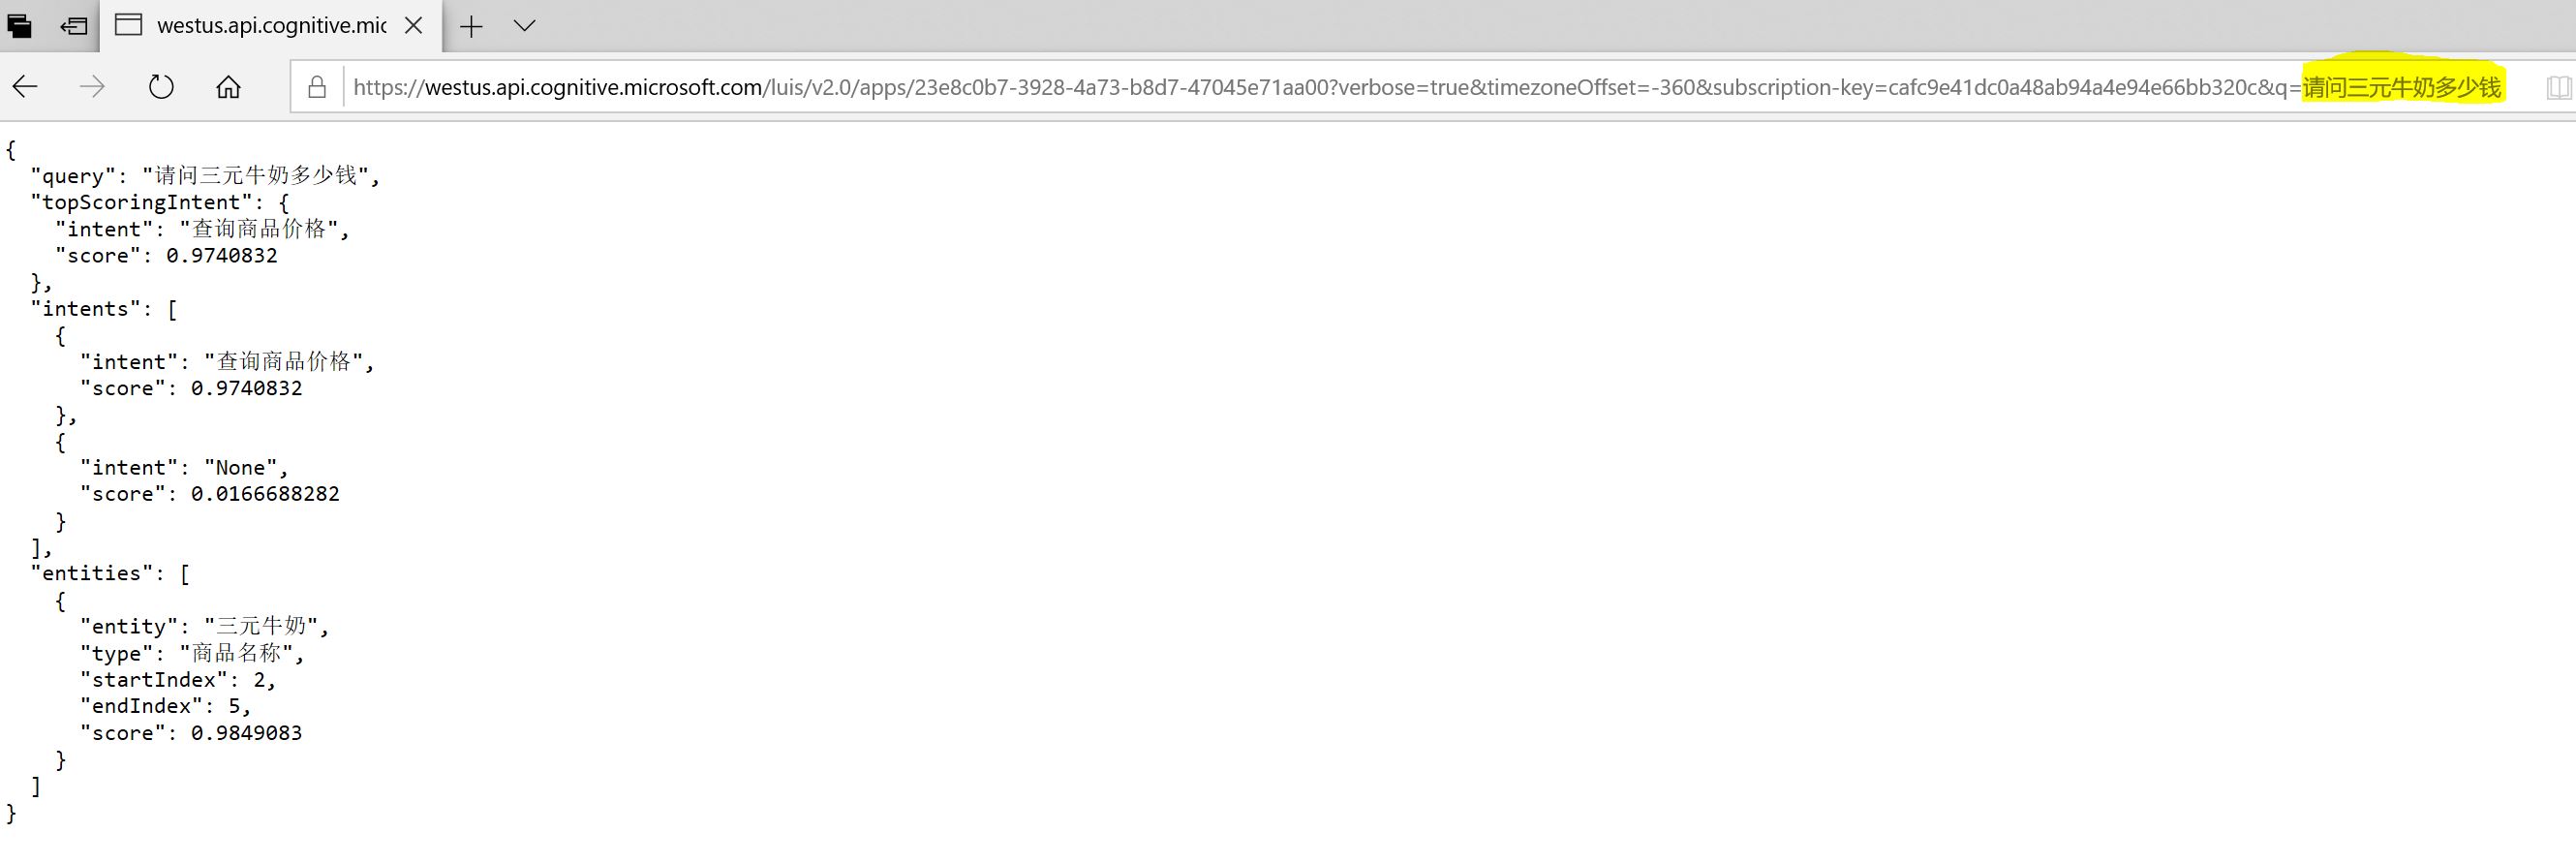 westus.api.cognitive.mic
https://westus.api.cognitive.microsoft.com/luis/v2.0/apps/23e8c0b7-3928-4a73-b8d7-47045e71aa00?verbose=true&timezoneOffset=-360&subscription-key=cafc9e41dc0a48ab94a4e94e66bb320c&q=请问三元牛奶多少钱
{
"query": "请问三元牛奶多少钱",
"topScoringIntent": {
"intent": "查询商品价格",
"score": 0.9740832
},
"intents": [
{
"intent": "查询商品价格",
"score": 0.9740832
},
{
"intent": "None",
"score": 0.0166688282
}
],
"entities": [
{
"entity": "三元牛奶",
"type": "商品名称",
"startIndex": 2,
"endIndex": 5,
"score": 0.9849083
}
]
}